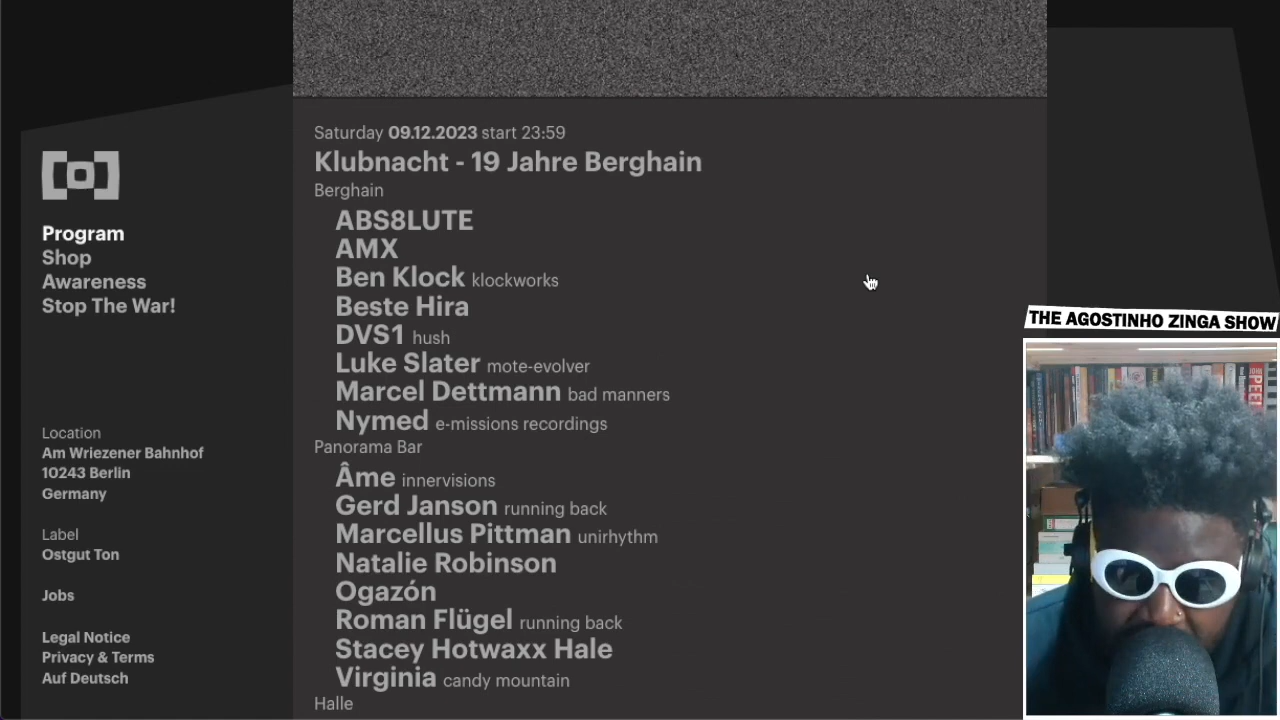 Saturday 09.12.2023 start 23:59
Klubnacht - 19 Jahre Berghain
Berghain
ABS8LUTE
AMX
Ben Klock klockworks
Beste Hira
DVS1 hush
Luke Slater mote-evolver
Marcel Dettmann bad manners
Nymed e-missions recordings
Panorama Bar
Âme innervisions
Gerd Janson running back
Marcellus Pittman unirhythm
Natalie Robinson
Ogazón
Roman Flügel running back
Stacey Hotwaxx Hale
Virginia candy mountain
Halle
Program
Shop
Awareness
Stop The War!
Location
Am Wriezener Bahnhof
10243 Berlin
Germany
Label
Ostgut Ton
Jobs
Legal Notice
Privacy & Terms
Auf Deutsch
THE AGOSTINHO ZINGA SHOW
PEEL